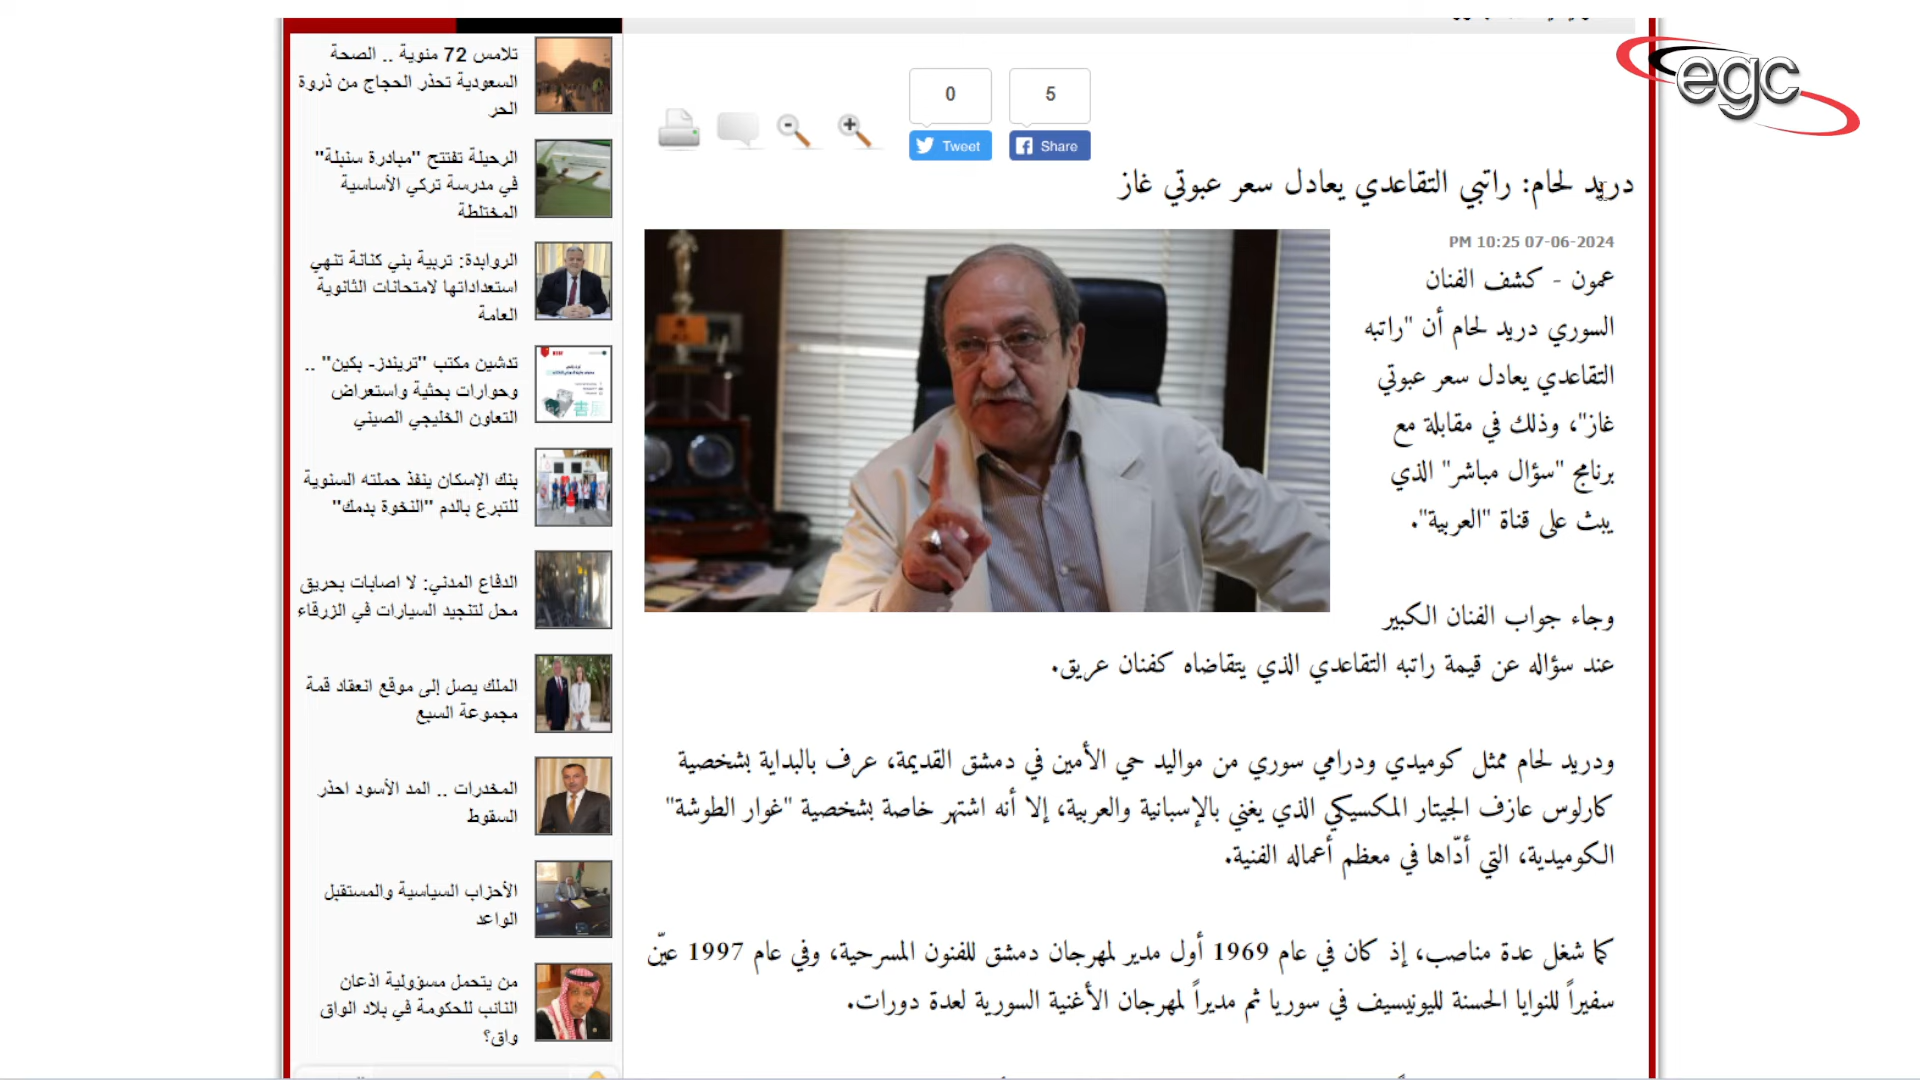 egc
0
5
Tweet
Share
دريد لحام: راتبي التقاعدي يعادل سعر عبوتي غاز
PM 10:25 07-06-2024
عمون - كشف الفنان
السوري دريد لحام أن "راتبه
التقاعدي يعادل سعر عبوتي
غاز"، وذلك في مقابلة مع
برنامج "سؤال مباشر" الذي
يبث على قناة "العربية".
وجاء جواب الفنان الكبير
عند سؤاله عن قيمة راتبه التقاعدي الذي يتقاضاه كفنان عريق.
ودريد لحام ممثل كوميدي ودرامي سوري من مواليد حي الأمين في دمشق القديمة، عرف بالبداية بشخصية
كارلوس عازف الجيتار المكسيكي الذي يغني بالإسبانية والعربية، إلا أنه اشتهر خاصة بشخصية "غوار الطوشة"
الكوميدية، التي أدّاها في معظم أعماله الفنية.
كما شغل عدة مناصب، إذ كان في عام 1969 أول مدير لمهرجان دمشق للفنون المسرحية، وفي عام 1997 عيّن
سفيراً للنوايا الحسنة لليونيسيف في سوريا ثم مديراً لمهرجان الأغنية السورية لعدة دورات.
تلامس 72 مئوية .. الصحة
السعودية تحذر الحجاج من ذروة
الحر
الرحيلة تفتتح "مبادرة سنبلة"
في مدرسة تركي الأساسية
المختلطة
الروابدة: تربية بني كنانة تنهي
استعداداتها لامتحانات الثانوية
العامة
تدشين مكتب "تريندز- بكين" ..
وحوارات بحثية واستعراض
التعاون الخليجي الصيني
بنك الإسكان ينفذ حملته السنوية
للتبرع بالدم "النخوة بدمك"
الدفاع المدني: لا اصابات بحريق
محل لتنجيد السيارات في الزرقاء
الملك يصل إلى موقع انعقاد قمة
مجموعة السبع
المخدرات .. المد الأسود احذر
السقوط
الأحزاب السياسية والمستقبل
الواعد
من يتحمل مسؤولية اذعان
النائب للحكومة في بلاد الواق
واق؟